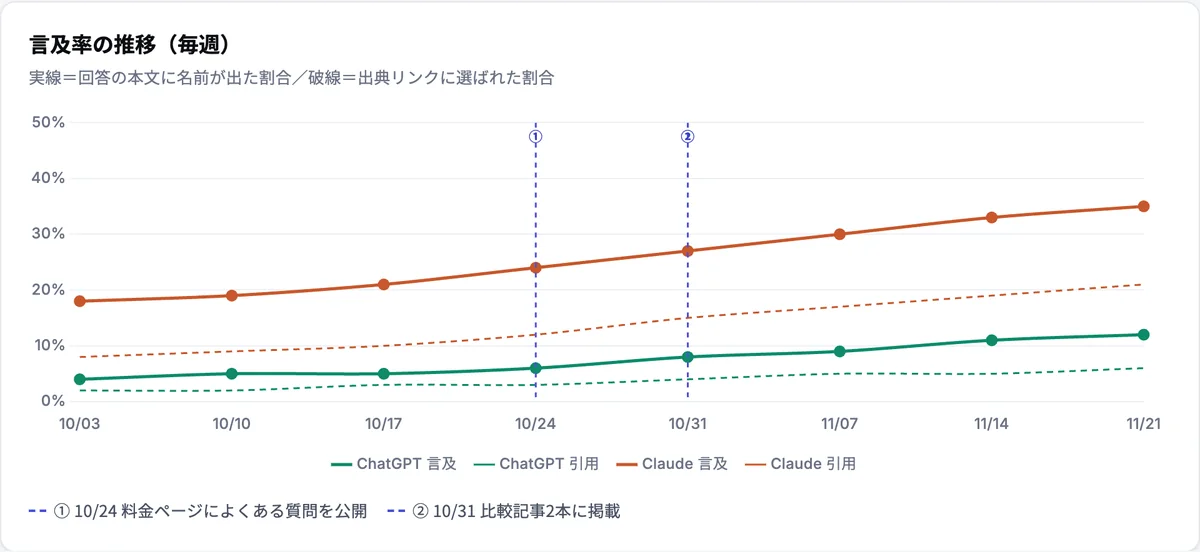 言及率の推移（毎週）
実線＝回答の本文に名前が出た割合／破線＝出典リンクに選ばれた割合
50%
① ②
40%
30%
20%
10%
0%
10/03 10/10 10/17 10/24 10/31 11/07 11/14 11/21
ChatGPT 言及 ChatGPT 引用 Claude 言及 Claude 引用
① 10/24 料金ページによくある質問を公開 ② 10/31 比較記事2本に掲載